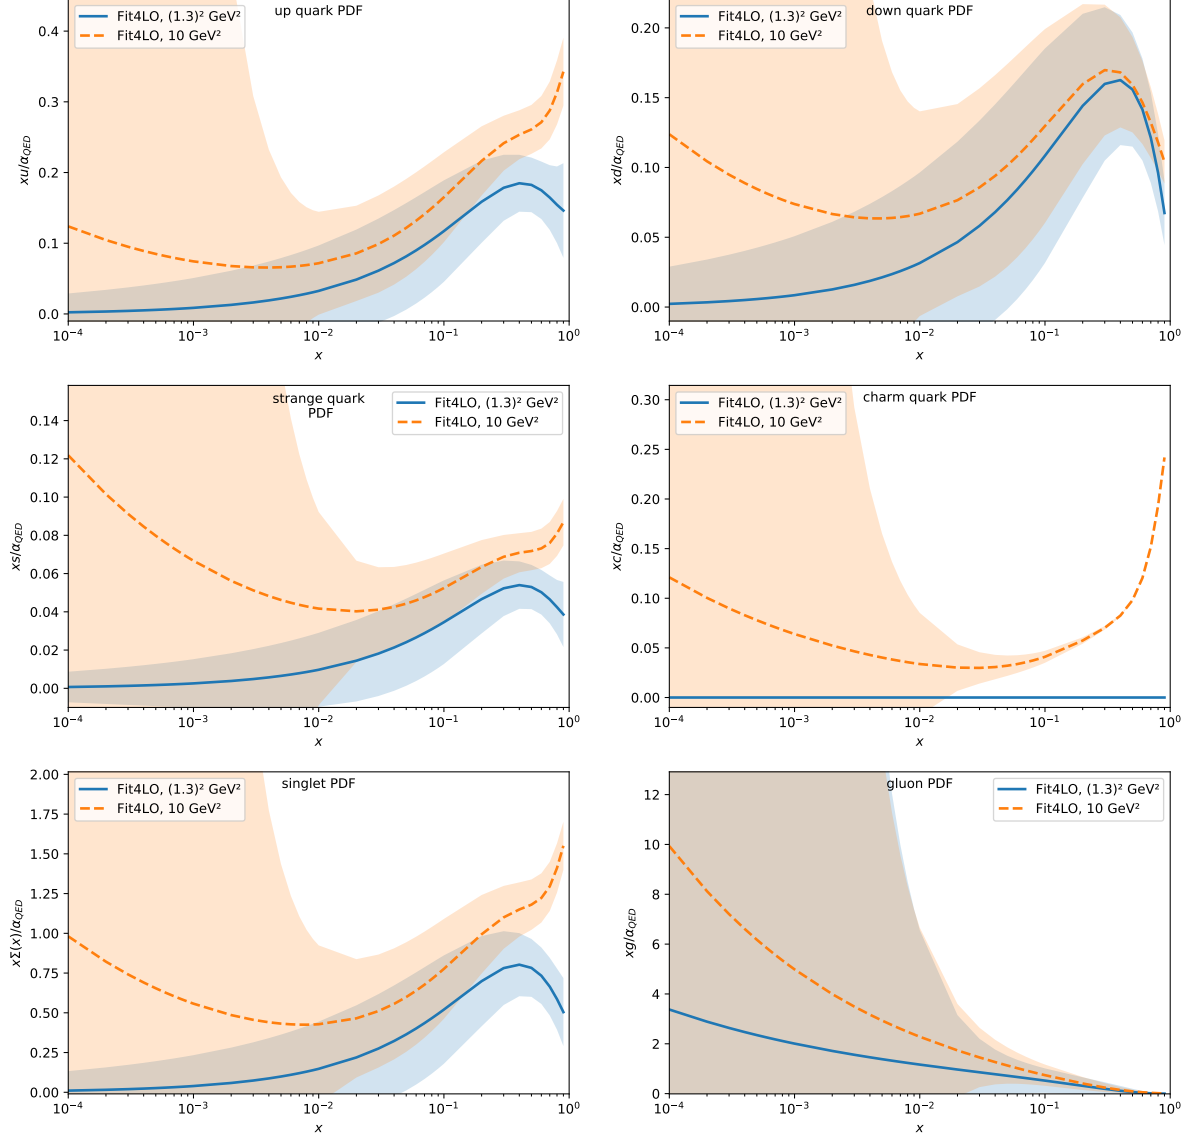 up quark PDF
Fit4LO, (1.3)² GeV²
Fit4LO, 10 GeV²
xu/α_QED
0.4
0.3
0.2
0.1
0.0
10⁻⁴
10⁻³
10⁻²
10⁻¹
10⁰
x
down quark PDF
Fit4LO, (1.3)² GeV²
Fit4LO, 10 GeV²
xd/α_QED
0.20
0.15
0.10
0.05
0.00
10⁻⁴
10⁻³
10⁻²
10⁻¹
10⁰
x
strange quark
PDF
Fit4LO, (1.3)² GeV²
Fit4LO, 10 GeV²
xs/α_QED
0.14
0.12
0.10
0.08
0.06
0.04
0.02
0.00
10⁻⁴
10⁻³
10⁻²
10⁻¹
10⁰
x
charm quark PDF
Fit4LO, (1.3)² GeV²
Fit4LO, 10 GeV²
xc/α_QED
0.30
0.25
0.20
0.15
0.10
0.05
0.00
10⁻⁴
10⁻³
10⁻²
10⁻¹
10⁰
x
singlet PDF
Fit4LO, (1.3)² GeV²
Fit4LO, 10 GeV²
xΣ(x)/α_QED
2.00
1.75
1.50
1.25
1.00
0.75
0.50
0.25
0.00
10⁻⁴
10⁻³
10⁻²
10⁻¹
10⁰
x
gluon PDF
Fit4LO, (1.3)² GeV²
Fit4LO, 10 GeV²
xg/α_QED
12
10
8
6
4
2
0
10⁻⁴
10⁻³
10⁻²
10⁻¹
10⁰
x